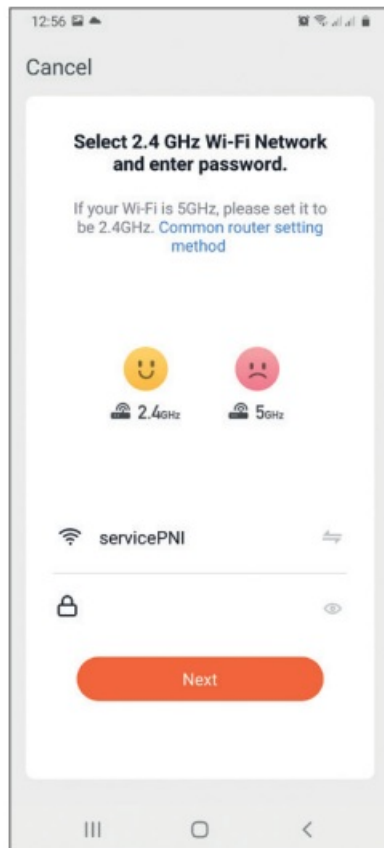 12:56
Cancel
Select 2.4 GHz Wi-Fi Network
and enter password.
If your Wi-Fi is 5GHz, please set it to
be 2.4GHz. Common router setting
method
2.4GHz 5GHz
servicePNI
Next